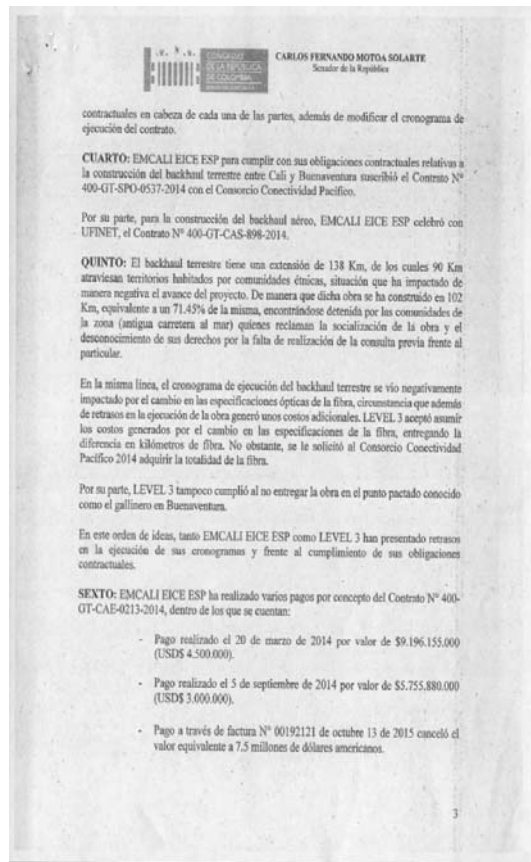 CONGRESO
DE LA REPÚBLICA
DE COLOMBIA
CARLOS FERNANDO MOTOA SOLARTE
Senador de la República
contractuales en cabeza de cada una de las partes, además de modificar el cronograma de
ejecución del contrato.
CUARTO: EMCALI EICE ESP para cumplir con sus obligaciones contractuales relativas a
la construcción del backhaul terrestre entre Cali y Buenaventura suscribió el Contrato N°
400-GT-SPO-0537-2014 con el Consorcio Conectividad Pacífico.
Por su parte, para la construcción del backhaul aéreo, EMCALI EICE ESP celebró con
UFINET, el Contrato N° 400-GT-CAS-898-2014.
QUINTO: El backhaul terrestre tiene una extensión de 138 Km, de los cuales 90 Km
atraviesan territorios habitados por comunidades étnicas, situación que ha impactado de
manera negativa el avance del proyecto. De manera que dicha obra se ha construido en 102
Km, equivalente a un 71.45% de la misma, encontrándose detenida por las comunidades de
la zona (antigua carretera al mar) quienes reclaman la socialización de la obra y el
desconocimiento de sus derechos por la falta de realización de la consulta previa frente al
particular.
En la misma línea, el cronograma de ejecución del backhaul terrestre se vio negativamente
impactado por el cambio en las especificaciones ópticas de la fibra, circunstancia que además
de retrasos en la ejecución de la obra generó unos costos adicionales. LEVEL 3 aceptó asumir
los costos generados por el cambio en las especificaciones de la fibra, entregando la
diferencia en kilómetros de fibra. No obstante, se le solicitó al Consorcio Conectividad
Pacífico 2014 adquirir la totalidad de la fibra.
Por su parte, LEVEL 3 tampoco cumplió al no entregar la obra en el punto pactado conocido
como el gallinero en Buenaventura.
En este orden de ideas, tanto EMCALI EICE ESP como LEVEL 3 han presentado retrasos
en la ejecución de sus cronogramas y frente al cumplimiento de sus obligaciones
contractuales.
SEXTO: EMCALI EICE ESP ha realizado varios pagos por concepto del Contrato N° 400-
GT-CAE-0213-2014, dentro de los que se cuentan:
- Pago realizado el 20 de marzo de 2014 por valor de $9.196.155.000
(USD$ 4.500.000).
- Pago realizado el 5 de septiembre de 2014 por valor de $5.755.880.000
(USD$ 3.000.000).
- Pago a través de factura N° 00192121 de octubre 13 de 2015 canceló el
valor equivalente a 7.5 millones de dólares americanos.
3